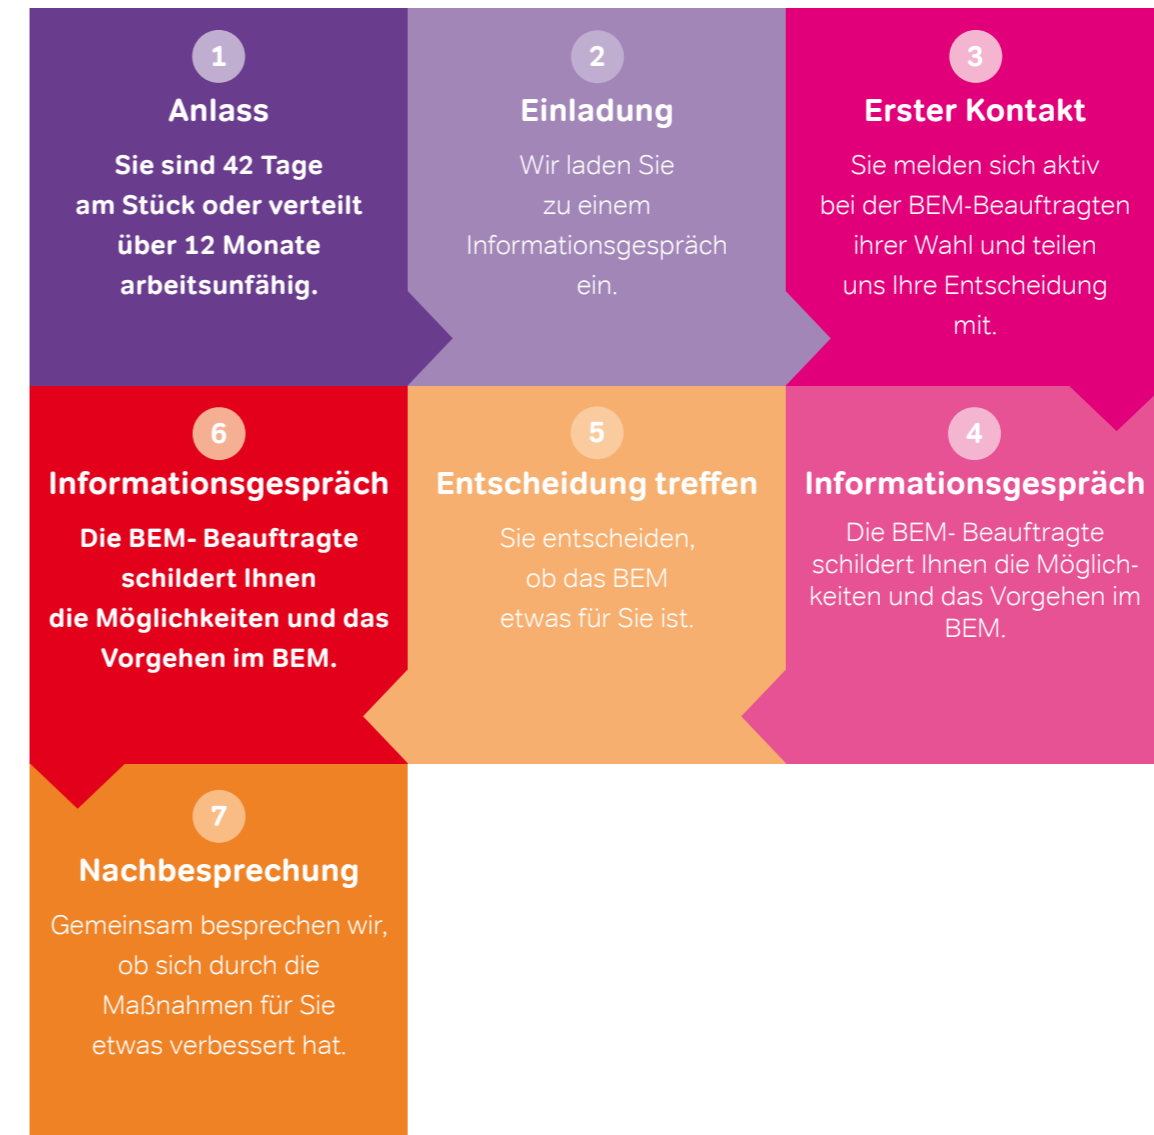 1
Anlass
Sie sind 42 Tage
am Stück oder verteilt
über 12 Monate
arbeitsunfähig.
2
Einladung
Wir laden Sie
zu einem
Informationsgespräch
ein.
3
Erster Kontakt
Sie melden sich aktiv
bei der BEM-Beauftragten
ihrer Wahl und teilen
uns Ihre Entscheidung
mit.
4
Informationsgespräch
Die BEM- Beauftragte
schildert Ihnen die Möglich-
keiten und das Vorgehen im
BEM.
5
Entscheidung treffen
Sie entscheiden,
ob das BEM
etwas für Sie ist.
6
Informationsgespräch
Die BEM- Beauftragte
schildert Ihnen
die Möglichkeiten und das
Vorgehen im BEM.
7
Nachbesprechung
Gemeinsam besprechen wir,
ob sich durch die
Maßnahmen für Sie
etwas verbessert hat.